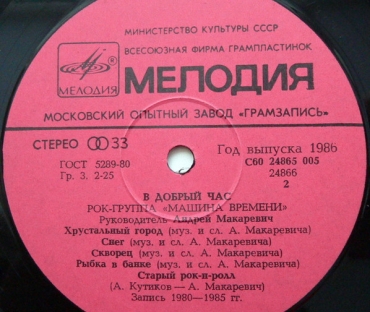 МИНИСТЕРСТВО КУЛЬТУРЫ СССР
ВСЕСОЮЗНАЯ ФИРМА ГРАМПЛАСТИНОК
МЕЛОДИЯ
МЕЛОДИЯ
МОСКОВСКИЙ ОПЫТНЫЙ ЗАВОД «ГРАМЗАПИСЬ»
СТЕРЕО 33
Год выпуска 1986
ГОСТ 5289-80
С60 24865 005
Гр. 3. 2-25
24866
2
В ДОБРЫЙ ЧАС
РОК-ГРУППА «МАШИНА ВРЕМЕНИ»
Руководитель Андрей Макаревич
Хрустальный город (муз. и сл. А. Макаревича)
Снег (муз. и сл. А. Макаревича)
Скворец (муз. и сл. А. Макаревича)
Рыбка в банке (муз. и сл. А. Макаревича)
Старый рок-н-ролл
(А. Кутиков — А. Макаревич)
Запись 1980—1985 гг.